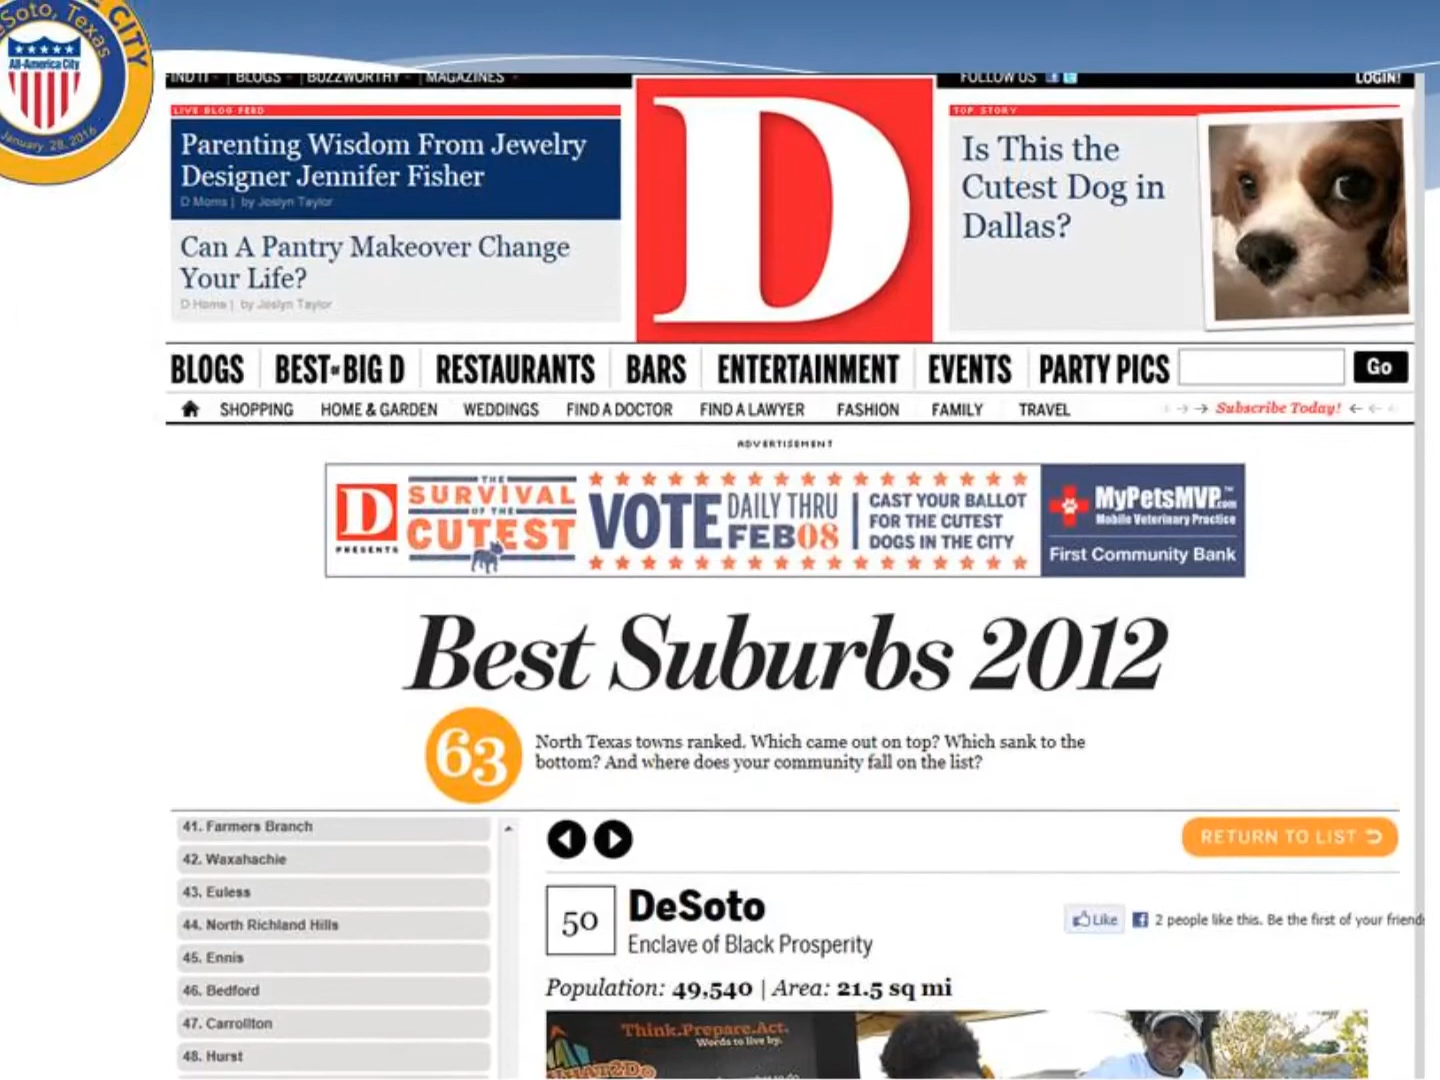 DeSoto, Texas
CITY
All-America City
January 28, 2016
FIND IT
BLOGS
BUZZWORTHY
MAGAZINES
FOLLOW US
LOGIN!
LIVE BLOG FEED
Parenting Wisdom From Jewelry
Designer Jennifer Fisher
D Moms | by Joslyn Taylor
Can A Pantry Makeover Change
Your Life?
D Home | by Joslyn Taylor
D
TOP STORY
Is This the
Cutest Dog in
Dallas?
BLOGS
BEST OF BIG D
RESTAURANTS
BARS
ENTERTAINMENT
EVENTS
PARTY PICS
Go
SHOPPING
HOME & GARDEN
WEDDINGS
FIND A DOCTOR
FIND A LAWYER
FASHION
FAMILY
TRAVEL
Subscribe Today!
ADVERTISEMENT
D
PRESENTS
THE
SURVIVAL
OF THE
CUTEST
VOTE
DAILY THRU
FEB08
CAST YOUR BALLOT
FOR THE CUTEST
DOGS IN THE CITY
MyPetsMVP.com™
Mobile Veterinary Practice
First Community Bank
Best Suburbs 2012
63
North Texas towns ranked. Which came out on top? Which sank to the
bottom? And where does your community fall on the list?
41. Farmers Branch
42. Waxahachie
43. Euless
44. North Richland Hills
45. Ennis
46. Bedford
47. Carrollton
48. Hurst
RETURN TO LIST
50
DeSoto
Enclave of Black Prosperity
Like
2 people like this. Be the first of your friends
Population: 49,540 | Area: 21.5 sq mi
Think.Prepare.Act.
Words to live by.
WHAT2DO